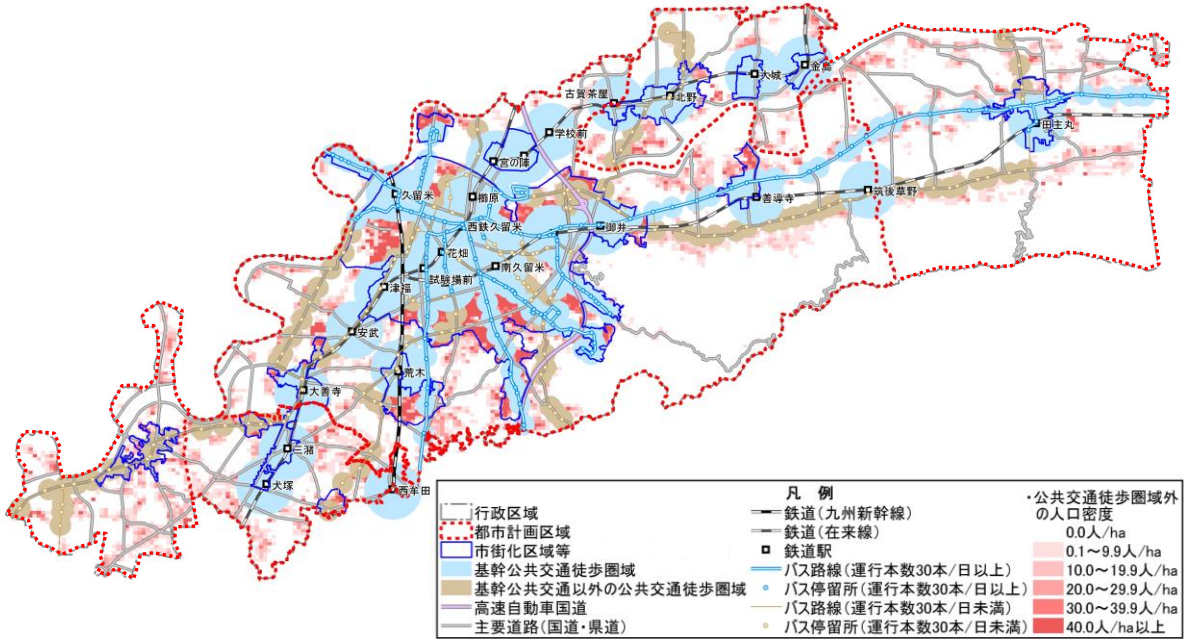 金島
大城
北野
古賀茶屋
学校前
田主丸
宮の陣
久留米
櫛原
善導寺
筑後草野
西鉄久留米
御井
花畑
南久留米
試験場前
津福
安武
荒木
大善寺
三潴
犬塚
西牟田
凡 例
行政区域
都市計画区域
市街化区域等
基幹公共交通徒歩圏域
基幹公共交通以外の公共交通徒歩圏域
高速自動車国道
主要道路(国道・県道)
鉄道(九州新幹線)
鉄道(在来線)
鉄道駅
バス路線(運行本数30本/日以上)
バス停留所(運行本数30本/日以上)
バス路線(運行本数30本/日未満)
バス停留所(運行本数30本/日未満)
・公共交通徒歩圏域外
の人口密度
0.0人/ha
0.1～9.9人/ha
10.0～19.9人/ha
20.0～29.9人/ha
30.0～39.9人/ha
40.0人/ha以上